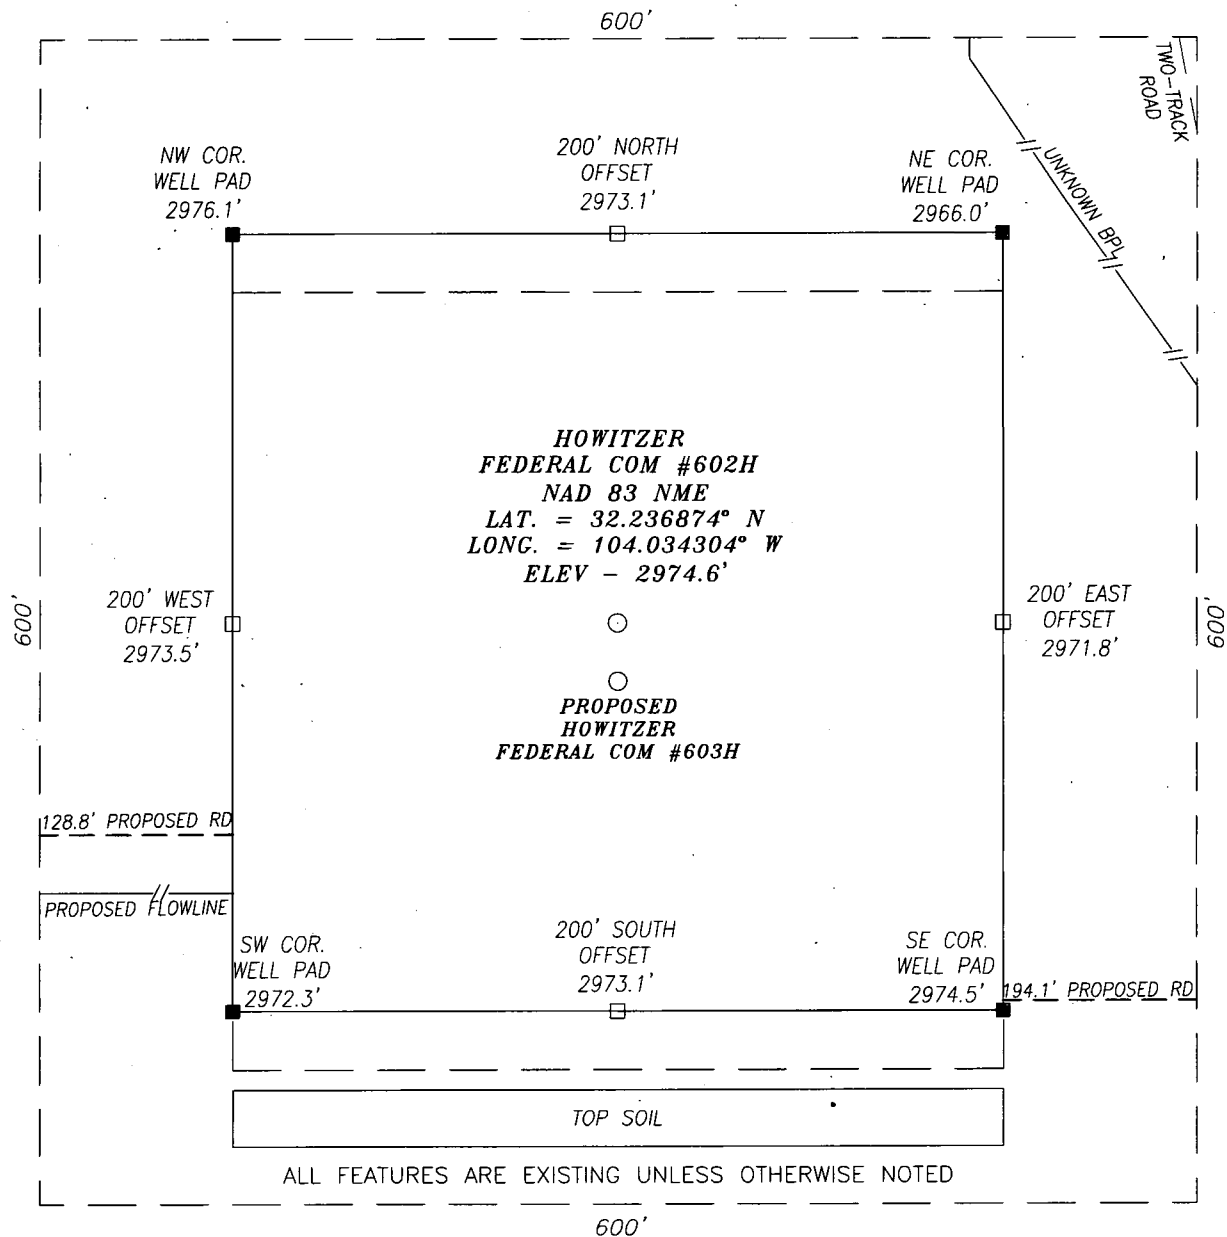 600'
TWO-TRACK
ROAD
NW COR.
WELL PAD
2976.1'
200' NORTH
OFFSET
2973.1'
NE COR.
WELL PAD
2966.0'
UNKNOWN BPL
HOWITZER
FEDERAL COM #602H
NAD 83 NME
LAT. = 32.236874° N
LONG. = 104.034304° W
ELEV - 2974.6'
600'
200' WEST
OFFSET
2973.5'
200' EAST
OFFSET
2971.8'
600'
PROPOSED
HOWITZER
FEDERAL COM #603H
128.8' PROPOSED RD
PROPOSED FLOWLINE
SW COR.
WELL PAD
2972.3'
200' SOUTH
OFFSET
2973.1'
SE COR.
WELL PAD
2974.5'
194.1' PROPOSED RD
TOP SOIL
ALL FEATURES ARE EXISTING UNLESS OTHERWISE NOTED
600'